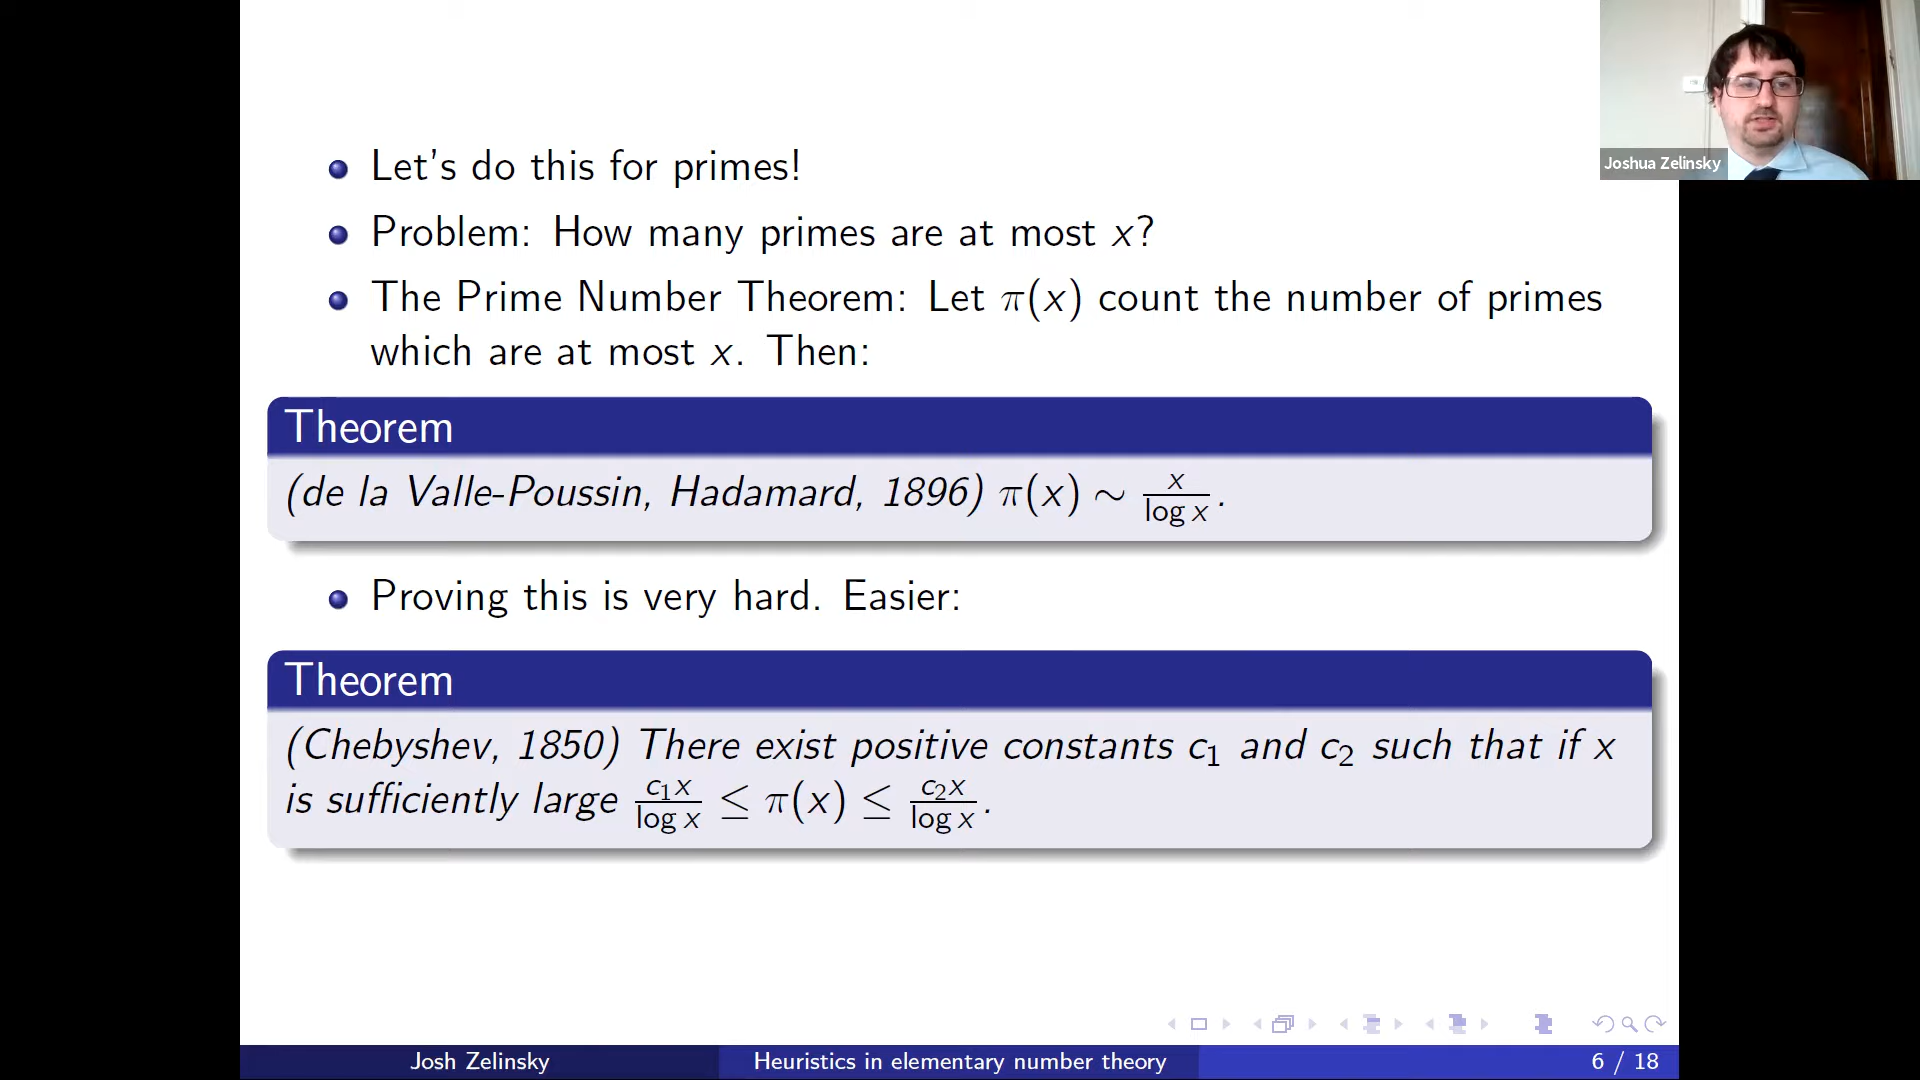 Let's do this for primes!
Problem: How many primes are at most x?
The Prime Number Theorem: Let π(x) count the number of primes
which are at most x. Then:
Theorem
(de la Valle-Poussin, Hadamard, 1896) π(x) ∼ x/log x.
Proving this is very hard. Easier:
Theorem
(Chebyshev, 1850) There exist positive constants c₁ and c₂ such that if x
is sufficiently large c₁x/log x ≤ π(x) ≤ c₂x/log x.
Joshua Zelinsky
Josh Zelinsky
Heuristics in elementary number theory
6 / 18